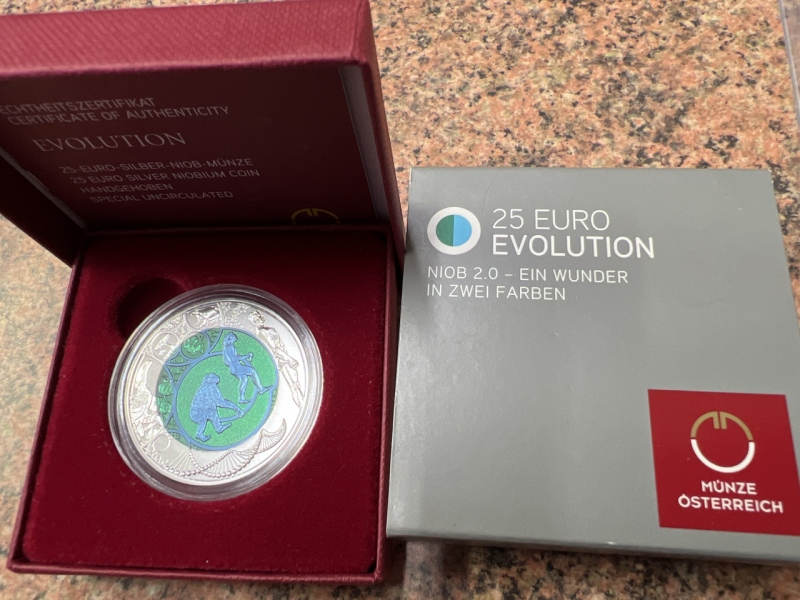 ECHTHEITSZERTIFIKAT
CERTIFICATE OF AUTHENTICITY
EVOLUTION
25-EURO-SILBER-NIOB-MÜNZE
25 EURO SILVER NIOBIUM COIN
HANDGEHOBEN
SPECIAL UNCIRCULATED
25 EURO
EVOLUTION
NIOB 2.0 – EIN WUNDER
IN ZWEI FARBEN
MÜNZE
ÖSTERREICH